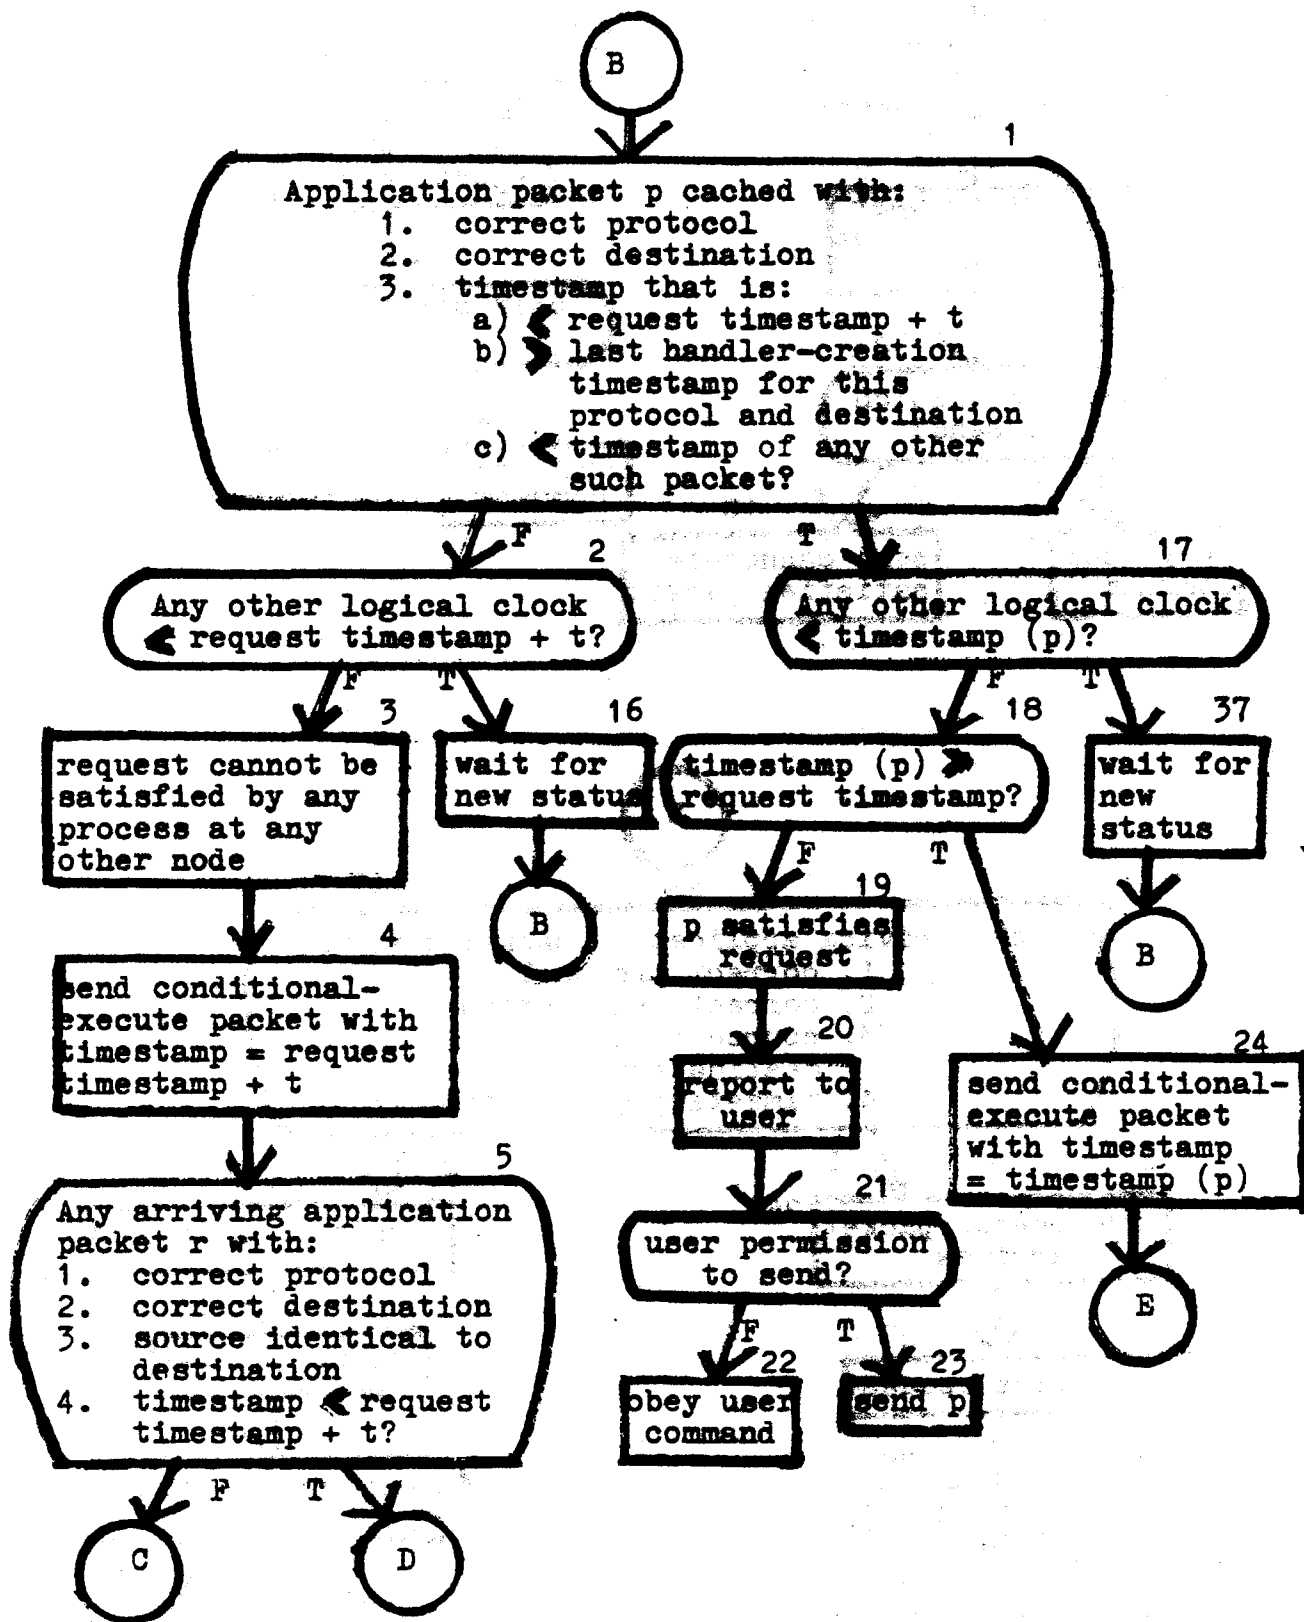 B
1
Application packet p cached with:
1. correct protocol
2. correct destination
3. timestamp that is:
a) < request timestamp + t
b) > last handler-creation
timestamp for this
protocol and destination
c) < timestamp of any other
such packet?
F
T
2
Any other logical clock
< request timestamp + t?
17
Any other logical clock
< timestamp (p)?
F
T
F
T
3
request cannot be
satisfied by any
process at any
other node
16
wait for
new status
18
timestamp (p) >
request timestamp?
37
wait for
new
status
F
T
B
19
p satisfies
request
B
4
send conditional-
execute packet with
timestamp = request
timestamp + t
20
report to
user
24
send conditional-
execute packet
with timestamp
= timestamp (p)
5
Any arriving application
packet r with:
1. correct protocol
2. correct destination
3. source identical to
destination
4. timestamp < request
timestamp + t?
21
user permission
to send?
E
F
T
22
obey user
command
23
send p
F
T
C
D